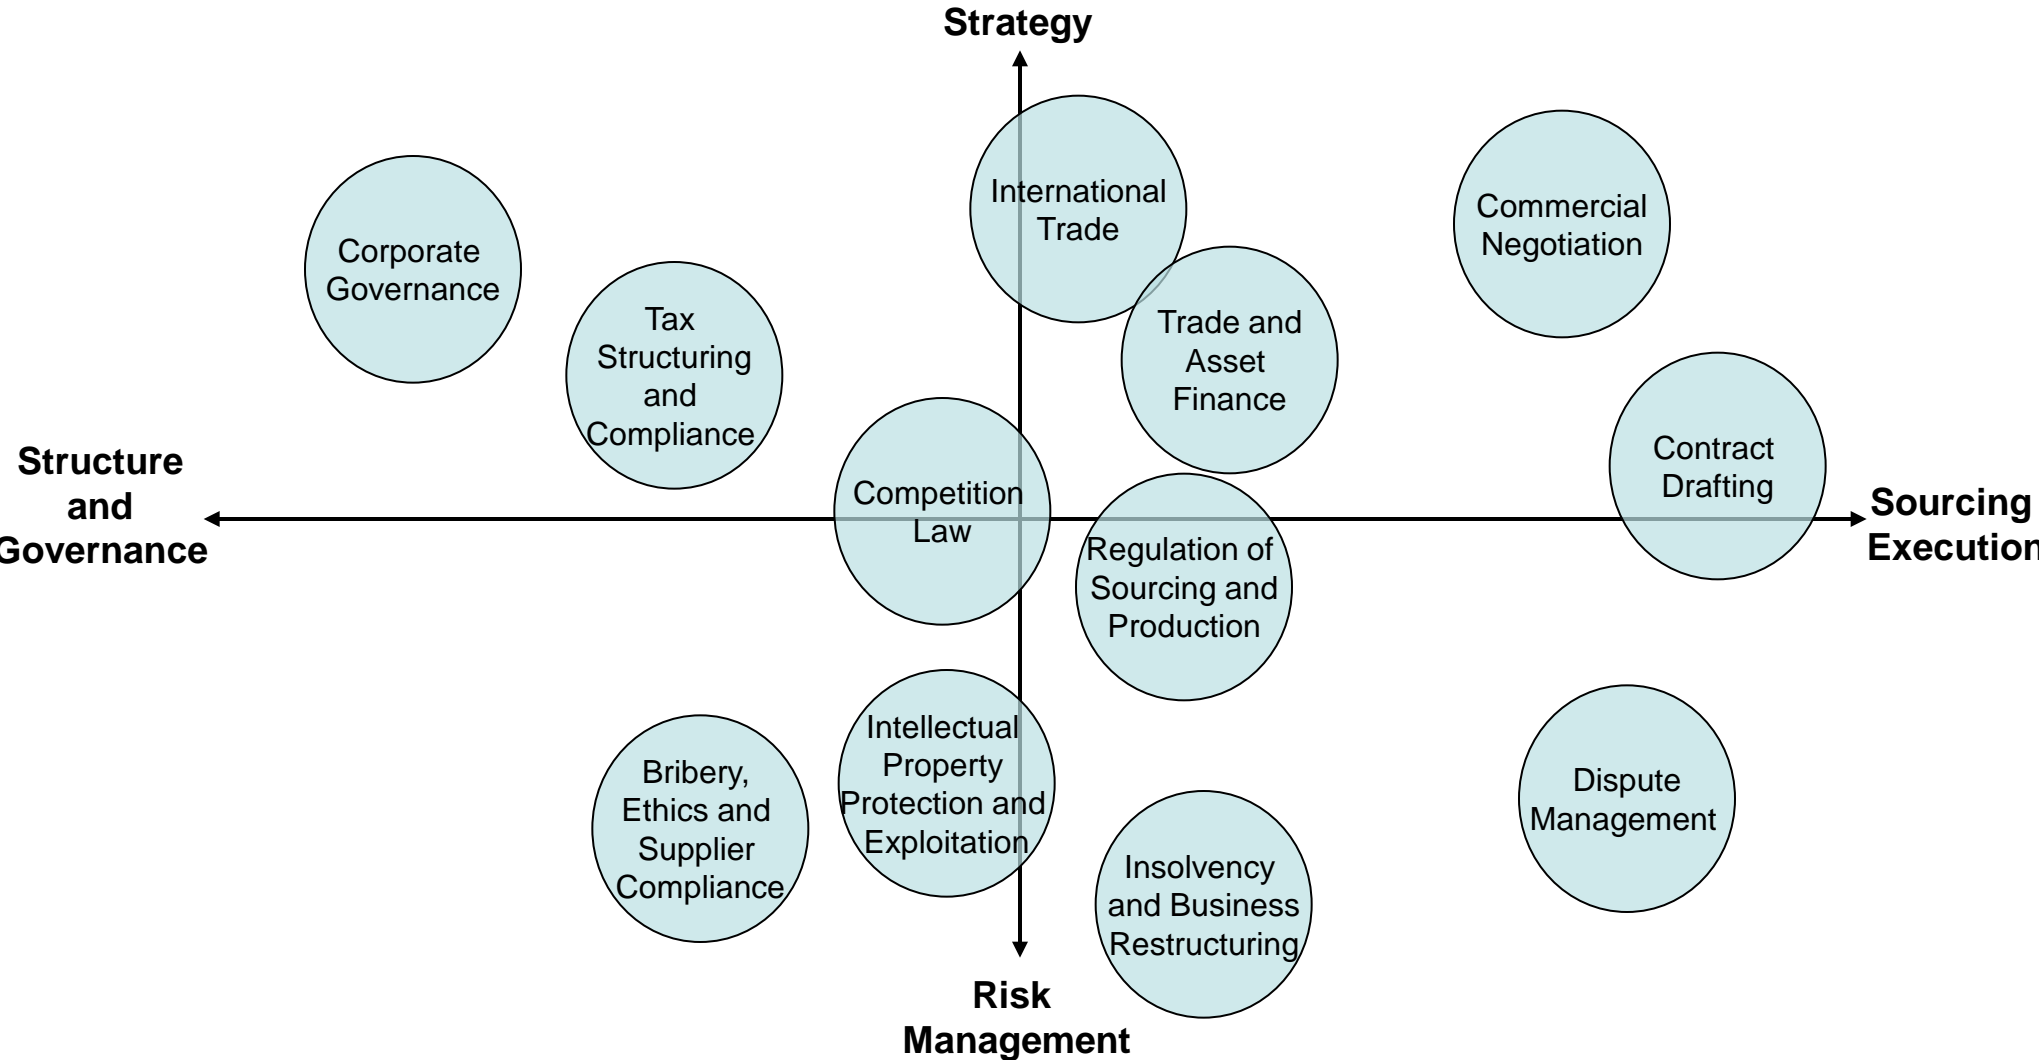 Strategy
International
Trade
Commercial
Negotiation
Corporate
Governance
Tax
Structuring
and
Compliance
Trade and
Asset
Finance
Contract
Drafting
Structure
and
Governance
Competition
Law
Sourcing
Execution
Regulation of
Sourcing and
Production
Intellectual
Property
Protection and
Exploitation
Bribery,
Ethics and
Supplier
Compliance
Dispute
Management
Insolvency
and Business
Restructuring
Risk
Management